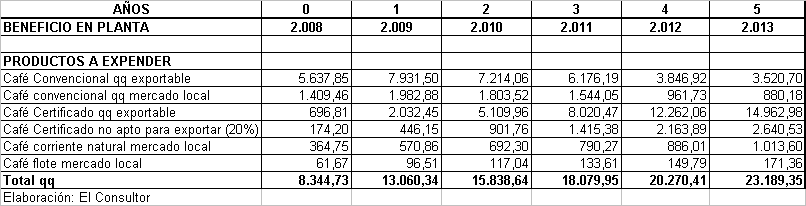 AÑOS 0 1 2 3 4 5
BENEFICIO EN PLANTA 2.008 2.009 2.010 2.011 2.012 2.013
PRODUCTOS A EXPENDER
Café Convencional qq exportable 5.637,85 7.931,50 7.214,06 6.176,19 3.846,92 3.520,70
Café convencional qq mercado local 1.409,46 1.982,88 1.803,52 1.544,05 961,73 880,18
Café Certificado qq exportable 696,81 2.032,45 5.109,96 8.020,47 12.262,06 14.962,98
Café Certificado no apto para exportar (20%) 174,20 446,15 901,76 1.415,38 2.163,89 2.640,53
Café corriente natural mercado local 364,75 570,86 692,30 790,27 886,01 1.013,60
Café flote mercado local 61,67 96,51 117,04 133,61 149,79 171,36
Total qq 8.344,73 13.060,34 15.838,64 18.079,95 20.270,41 23.189,35
Elaboración: El Consultor